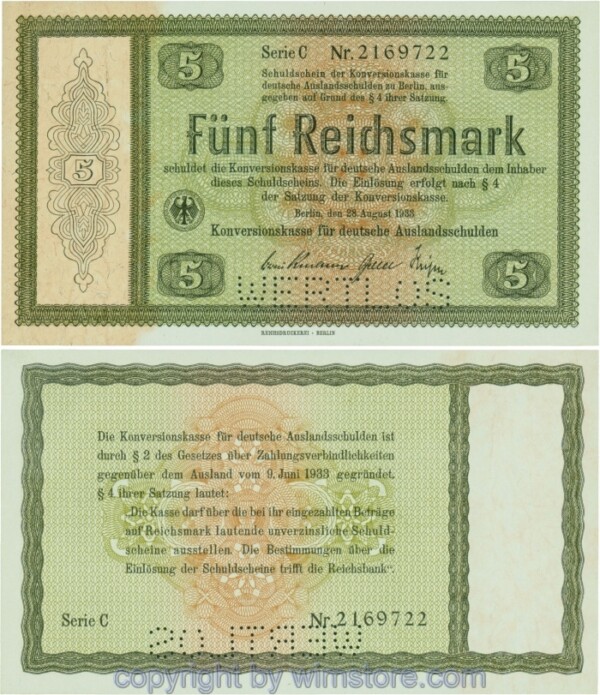 5
Serie C Nr. 2169722
5
Schuldschein der Konversionskasse für
deutsche Auslandsschulden zu Berlin, aus-
gegeben auf Grund des § 4 ihrer Satzung.
Fünf Reichsmark
5
schuldet die Konversionskasse für deutsche Auslandsschulden dem Inhaber
dieses Schuldscheins. Die Einlösung erfolgt nach § 4
der Satzung der Konversionskasse.
Berlin, den 28. August 1933
Konversionskasse für deutsche Auslandsschulden
5
5
WERTLOS
REICHSDRUCKEREI · BERLIN
Die Konversionskasse für deutsche Auslandsschulden ist
durch § 2 des Gesetzes über Zahlungsverbindlichkeiten
gegenüber dem Ausland vom 9. Juni 1933 gegründet.
§ 4 ihrer Satzung lautet:
„Die Kasse darf über die bei ihr eingezahlten Beträge
auf Reichsmark lautende unverzinsliche Schuld-
scheine ausstellen. Die Bestimmungen über die
Einlösung der Schuldscheine trifft die Reichsbank“.
Serie C
Nr. 2169722
WERTLOS
copyright by wimstore.com